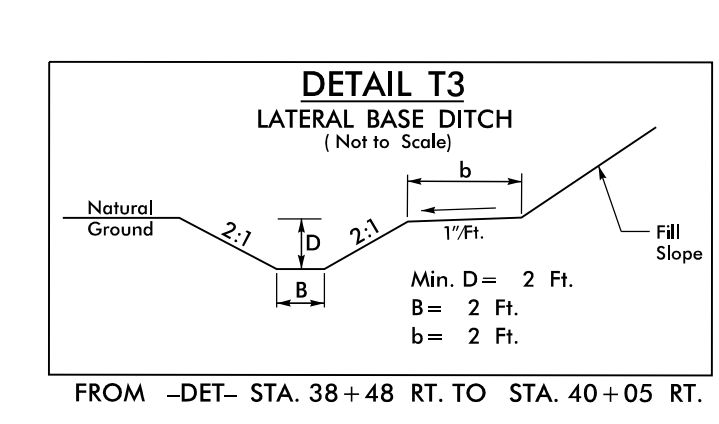 DETAIL T3
LATERAL BASE DITCH
( Not to Scale)
b
Natural
Ground
2:1
D
2:1
1"/Ft.
Fill
Slope
B
Min. D= 2 Ft.
B= 2 Ft.
b= 2 Ft.
FROM -DET- STA. 38+48 RT. TO STA. 40+05 RT.